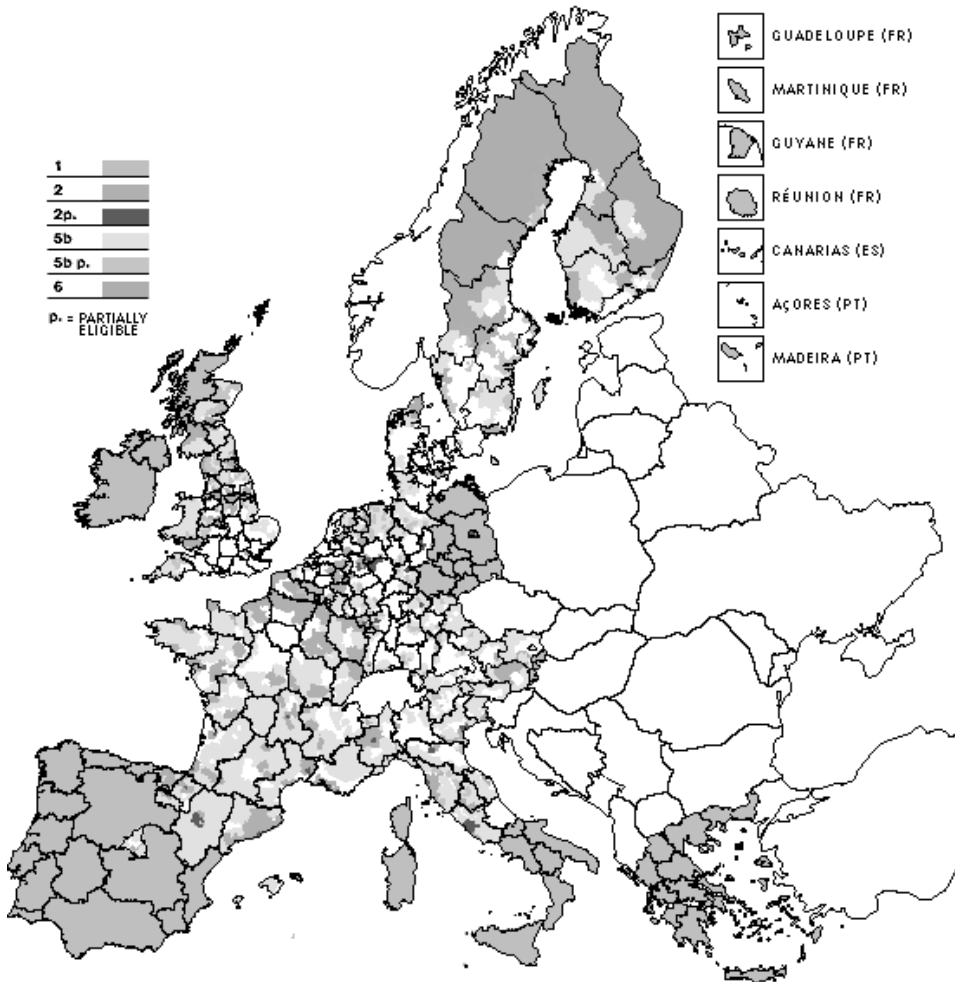 1
2
2p.
5b
5b p.
6
p. = PARTIALLY
ELIGIBLE
GUADELOUPE (FR)
MARTINIQUE (FR)
GUYANE (FR)
RÉUNION (FR)
CANARIAS (ES)
AÇORES (PT)
MADEIRA (PT)